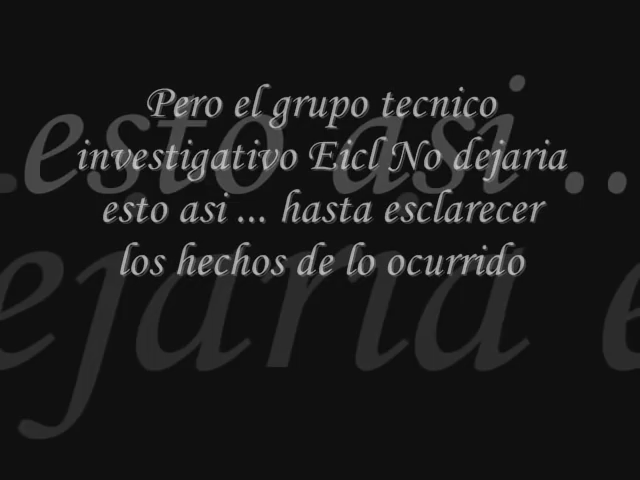 Pero el grupo tecnico
investigativo Eicl No dejaria
esto asi ... hasta esclarecer
los hechos de lo ocurrido